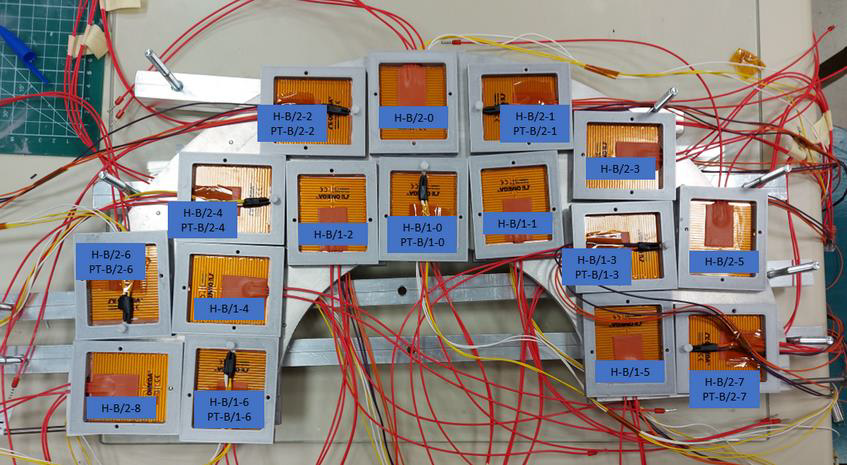 H-B/2-2
PT-B/2-2
H-B/2-0
H-B/2-1
PT-B/2-1
H-B/2-3
H-B/2-4
PT-B/2-4
H-B/1-2
H-B/1-0
PT-B/1-0
H-B/1-1
H-B/1-3
PT-B/1-3
H-B/2-5
H-B/2-6
PT-B/2-6
H-B/1-4
H-B/2-8
H-B/1-6
PT-B/1-6
H-B/1-5
H-B/2-7
PT-B/2-7